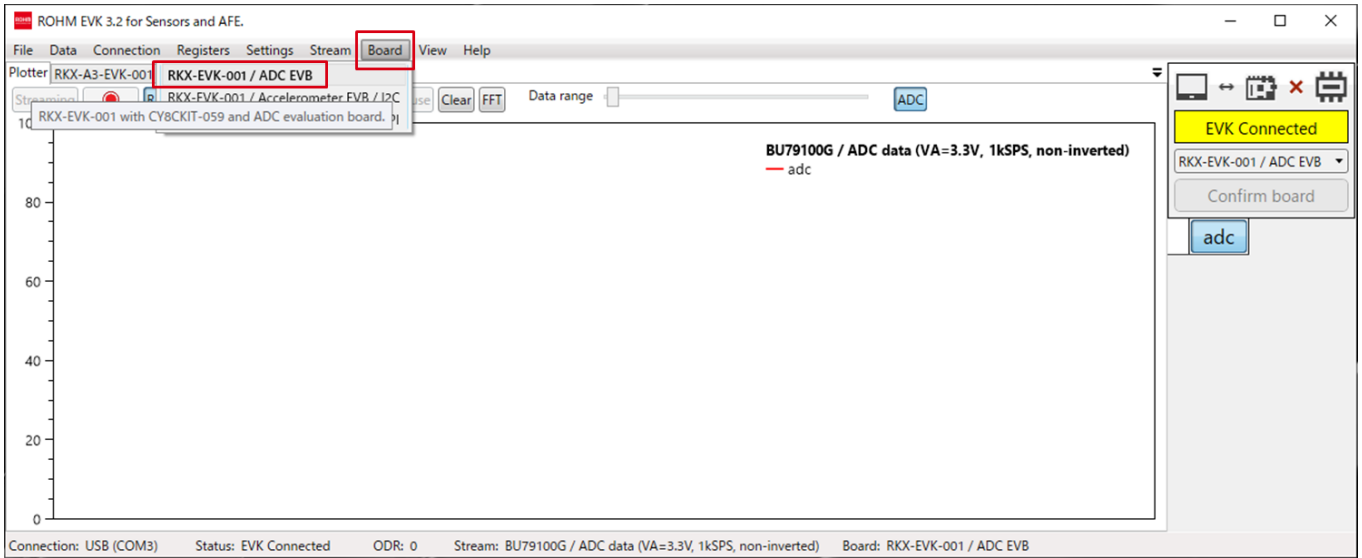 ROHM EVK 3.2 for Sensors and AFE.
File Data Connection Registers Settings Stream Board View Help
Plotter RKX-A3-EVK-001
RKX-EVK-001 / ADC EVB
RKX-EVK-001 / Accelerometer EVB / I2C
Streaming
Clear FFT Data range ADC
RKX-EVK-001 with CY8CKIT-059 and ADC evaluation board.
BU79100G / ADC data (VA=3.3V, 1kSPS, non-inverted)
adc
80
60
40
20
0
EVK Connected
RKX-EVK-001 / ADC EVB
Confirm board
adc
Connection: USB (COM3) Status: EVK Connected ODR: 0 Stream: BU79100G / ADC data (VA=3.3V, 1kSPS, non-inverted) Board: RKX-EVK-001 / ADC EVB